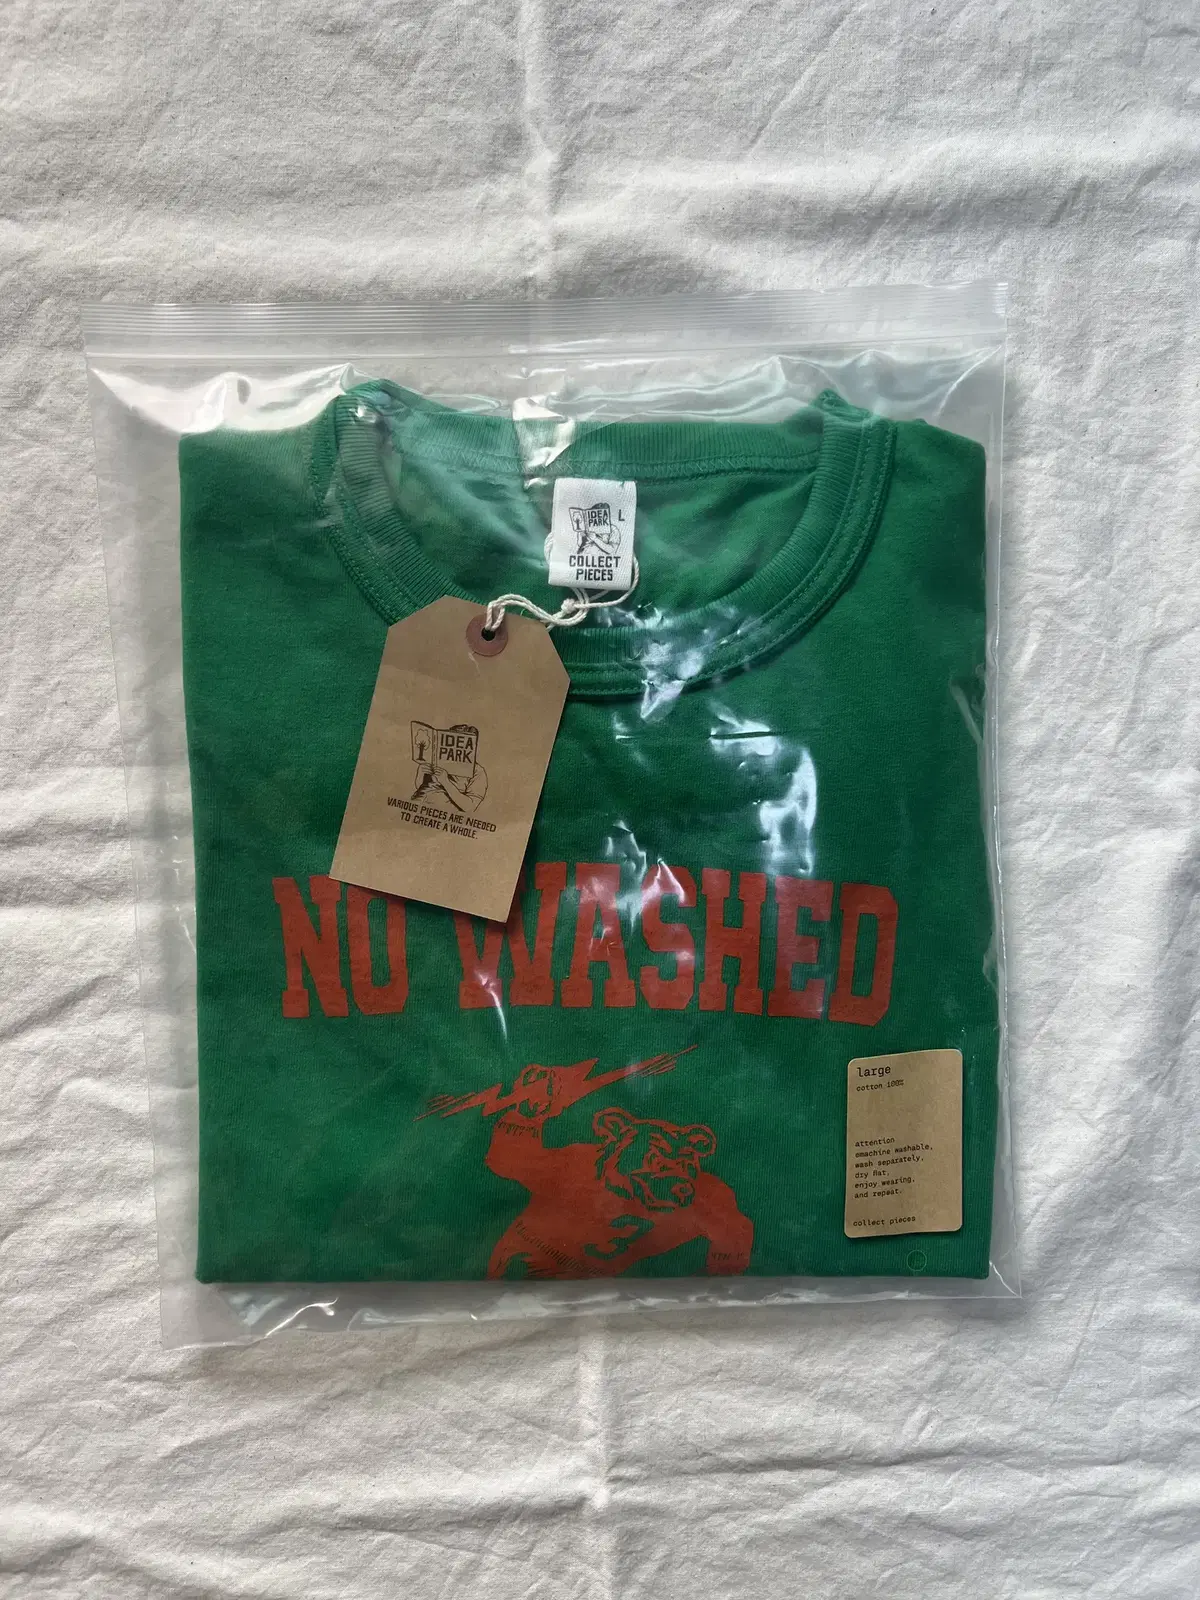 IDEA
PARK
L
COLLECT
PIECES
IDEA
PARK
VARIOUS PIECES ARE NEEDED
TO CREATE A WHOLE.
NO WASHED
3
large
cotton 100%
attention
machine washable,
wash separately,
dry flat,
enjoy wearing,
and repeat.
collect pieces